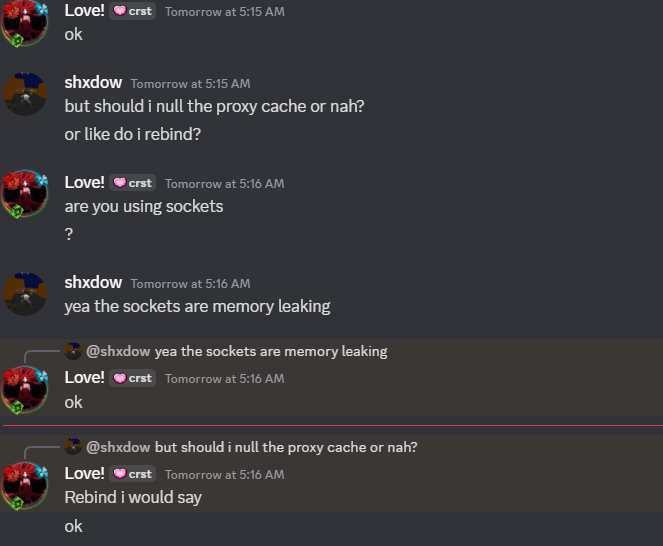 Love! crst Tomorrow at 5:15 AM
ok
shxdow Tomorrow at 5:15 AM
but should i null the proxy cache or nah?
or like do i rebind?
Love! crst Tomorrow at 5:16 AM
are you using sockets
?
shxdow Tomorrow at 5:16 AM
yea the sockets are memory leaking
@shxdow yea the sockets are memory leaking
Love! crst Tomorrow at 5:16 AM
ok
@shxdow but should i null the proxy cache or nah?
Love! crst Tomorrow at 5:16 AM
Rebind i would say
ok